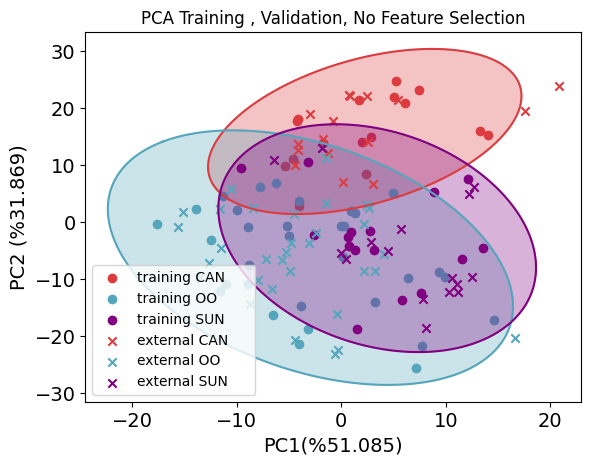 PCA Training , Validation, No Feature Selection
PC2 (%31.869)
30
20
10
0
−10
−20
−30
training CAN
training OO
training SUN
external CAN
external OO
external SUN
−20
−10
0
10
20
PC1(%51.085)